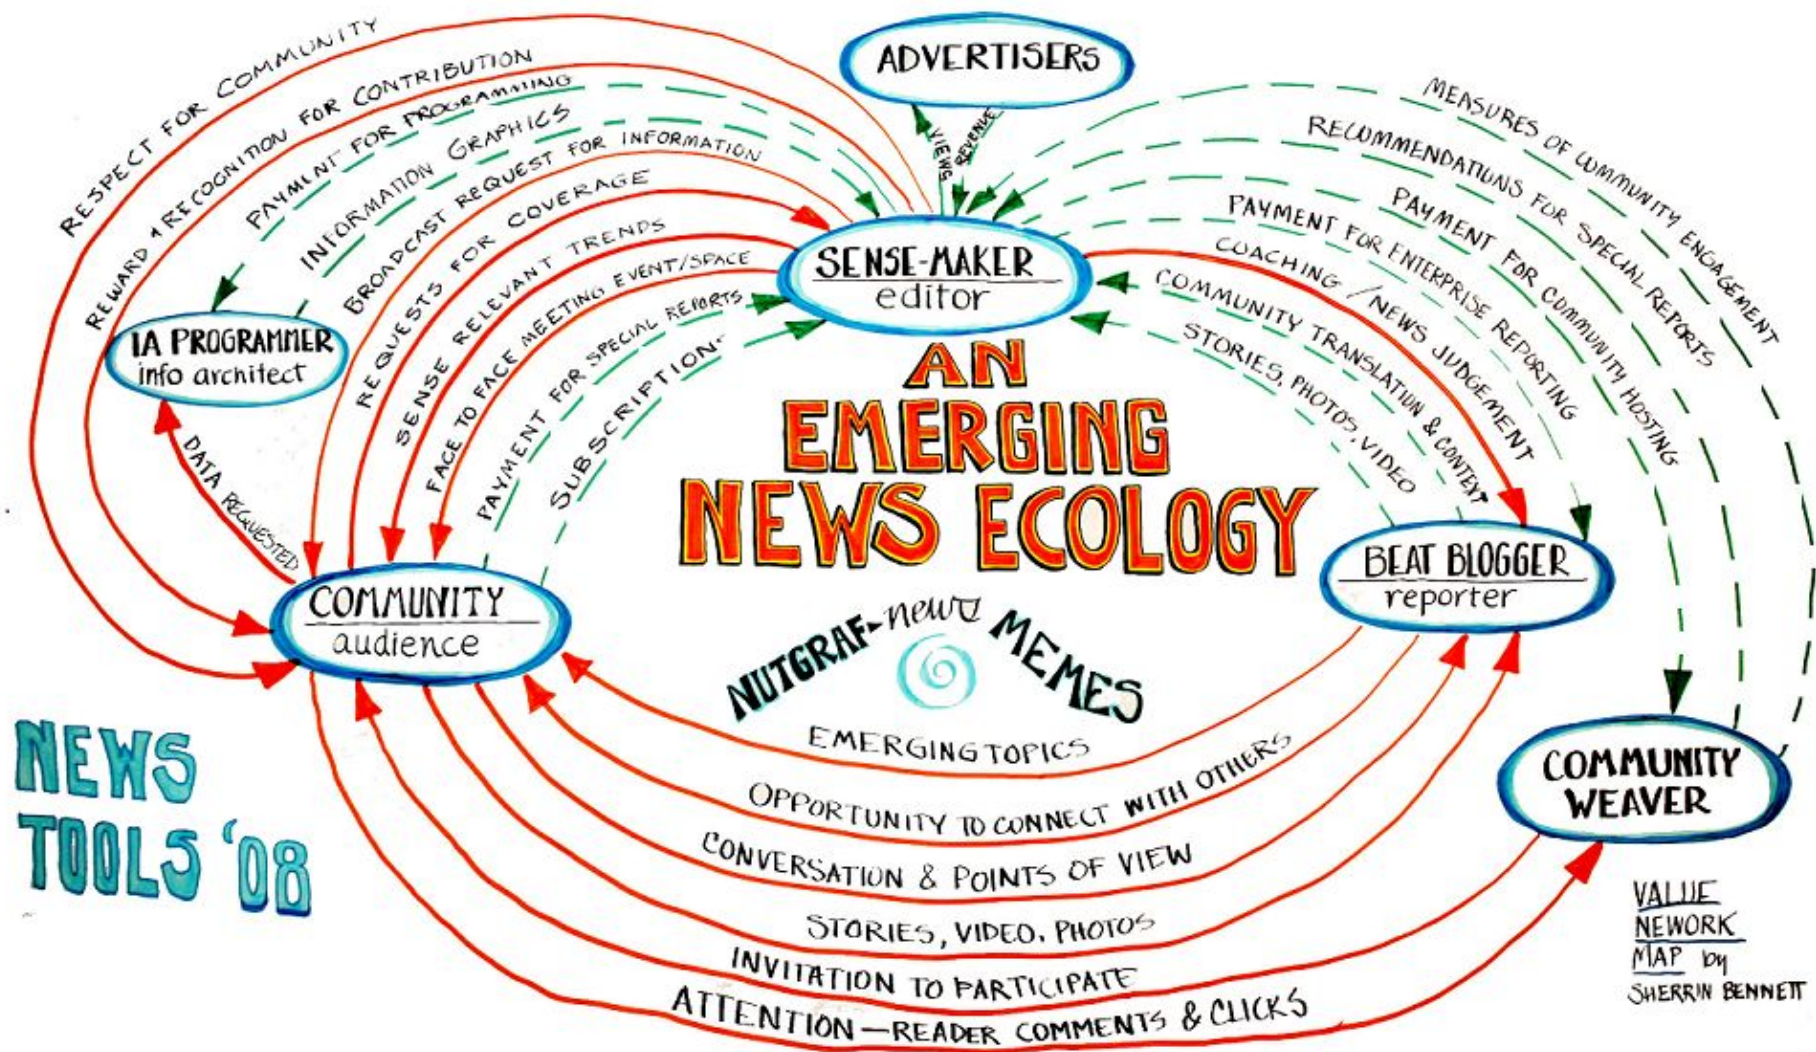 ADVERTISERS
VIEWS
REVENUE
RESPECT FOR COMMUNITY
REWARD & RECOGNITION FOR CONTRIBUTION
PAYMENT FOR PROGRAMMING
INFORMATION GRAPHICS
BROADCAST REQUEST FOR INFORMATION
REQUESTS FOR COVERAGE
SENSE RELEVANT TRENDS
FACE TO FACE MEETING EVENT/SPACE
PAYMENT FOR SPECIAL REPORTS
SUBSCRIPTION
SENSE-MAKER
editor
MEASURES OF COMMUNITY ENGAGEMENT
RECOMMENDATIONS FOR SPECIAL REPORTS
PAYMENT FOR COMMUNITY HOSTING
PAYMENT FOR ENTERPRISE REPORTING
COACHING / NEWS JUDGEMENT
COMMUNITY TRANSLATION & CONTEXT
STORIES, PHOTOS, VIDEO
IA PROGRAMMER
info architect
DATA REQUESTED
AN
EMERGING
NEWS ECOLOGY
NUTGRAF-news MEMES
COMMUNITY
audience
BEAT BLOGGER
reporter
COMMUNITY
WEAVER
EMERGING TOPICS
OPPORTUNITY TO CONNECT WITH OTHERS
CONVERSATION & POINTS OF VIEW
STORIES, VIDEO, PHOTOS
INVITATION TO PARTICIPATE
ATTENTION—READER COMMENTS & CLICKS
NEWS
TOOLS '08
VALUE
NEWORK
MAP by
SHERRIN BENNETT